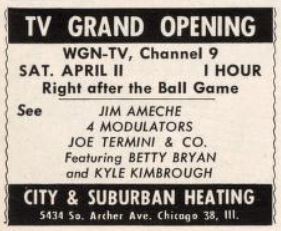 TV GRAND OPENING
WGN-TV, Channel 9
SAT. APRIL II 1 HOUR
Right after the Ball Game
See JIM AMECHE
4 MODULATORS
JOE TERMINI & CO.
Featuring BETTY BRYAN
and KYLE KIMBROUGH
CITY & SUBURBAN HEATING
5434 So. Archer Ave. Chicago 38, Ill.